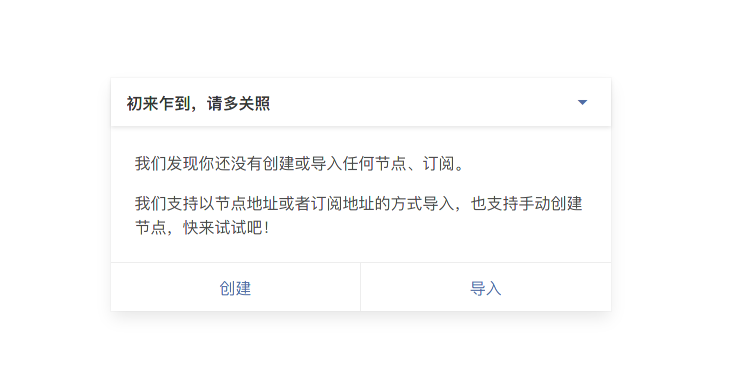 初来乍到，请多关照
我们发现你还没有创建或导入任何节点、订阅。
我们支持以节点地址或者订阅地址的方式导入，也支持手动创建
节点，快来试试吧！
创建
导入